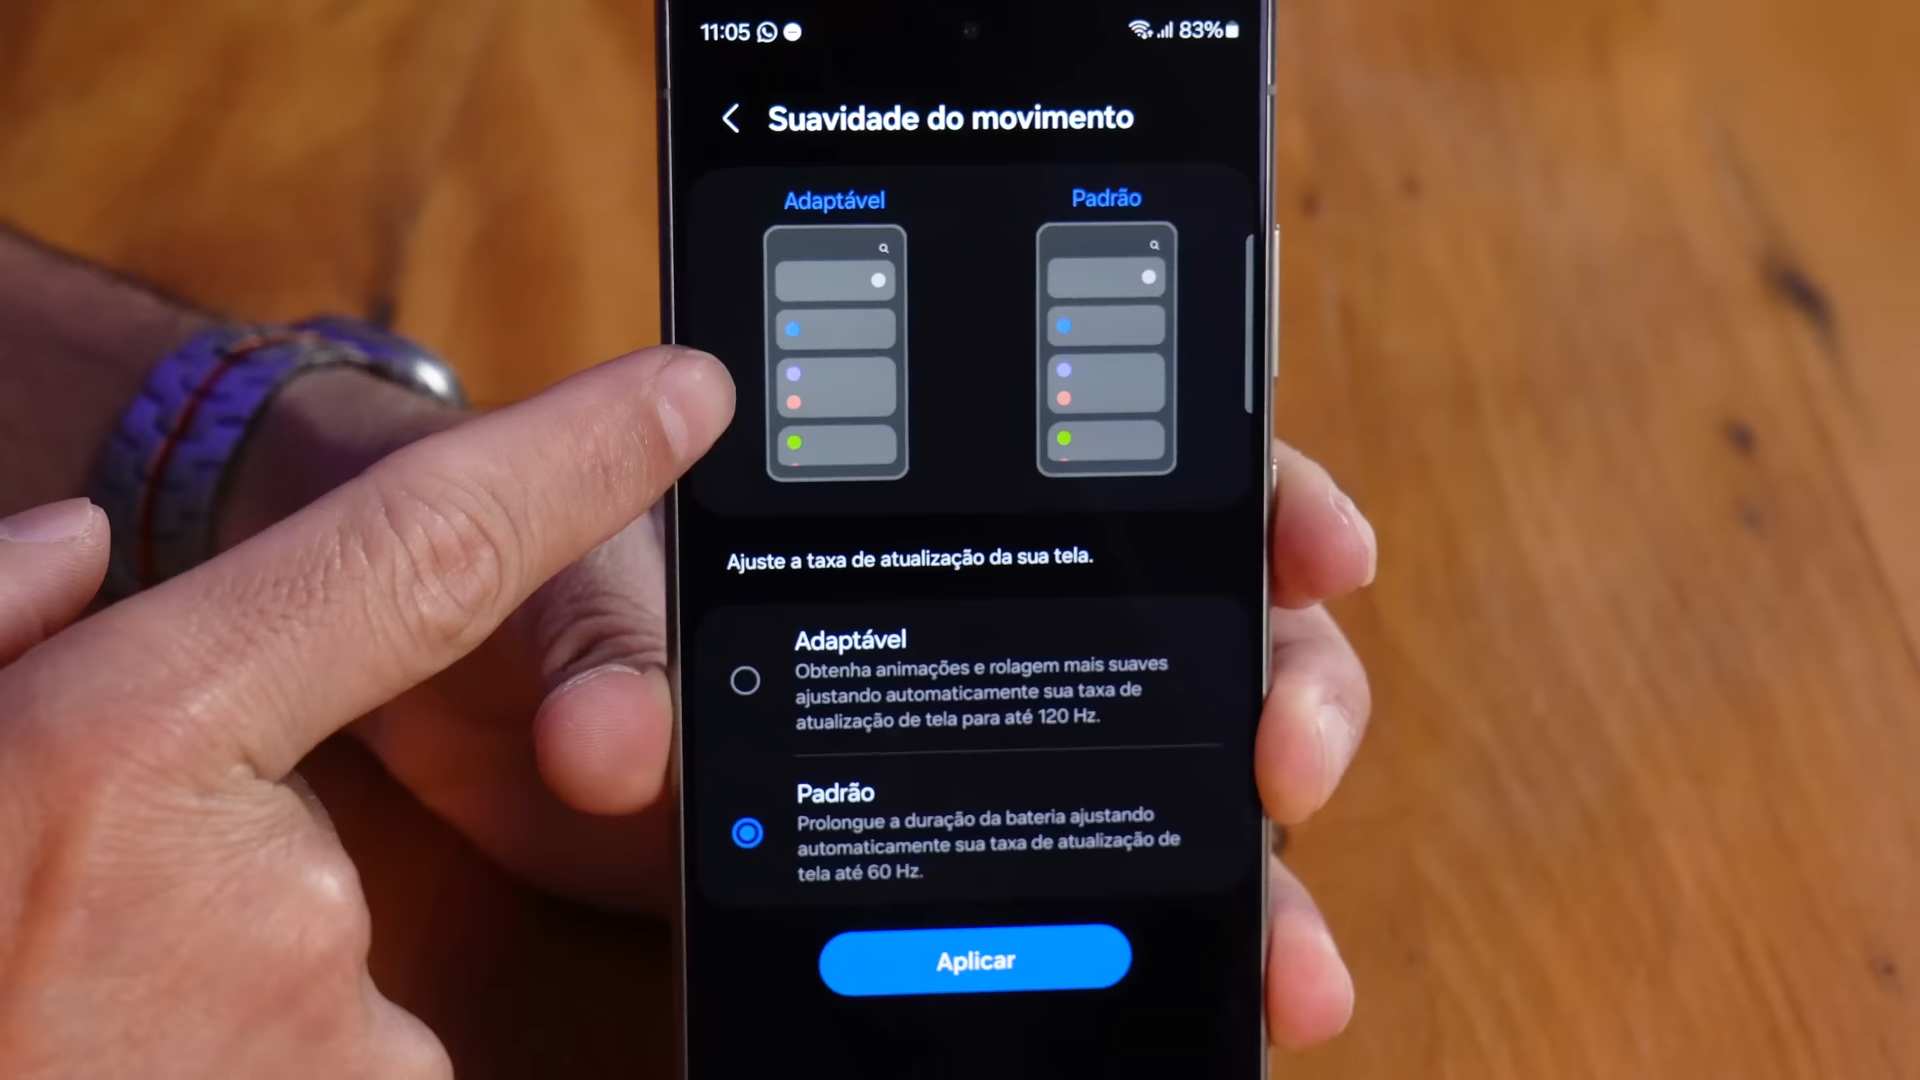 11:05 83%
Suavidade do movimento
Adaptável Padrão
Ajuste a taxa de atualização da sua tela.
Adaptável
Obtenha animações e rolagem mais suaves
ajustando automaticamente sua taxa de
atualização de tela para até 120 Hz.
Padrão
Prolongue a duração da bateria ajustando
automaticamente sua taxa de atualização de
tela até 60 Hz.
Aplicar